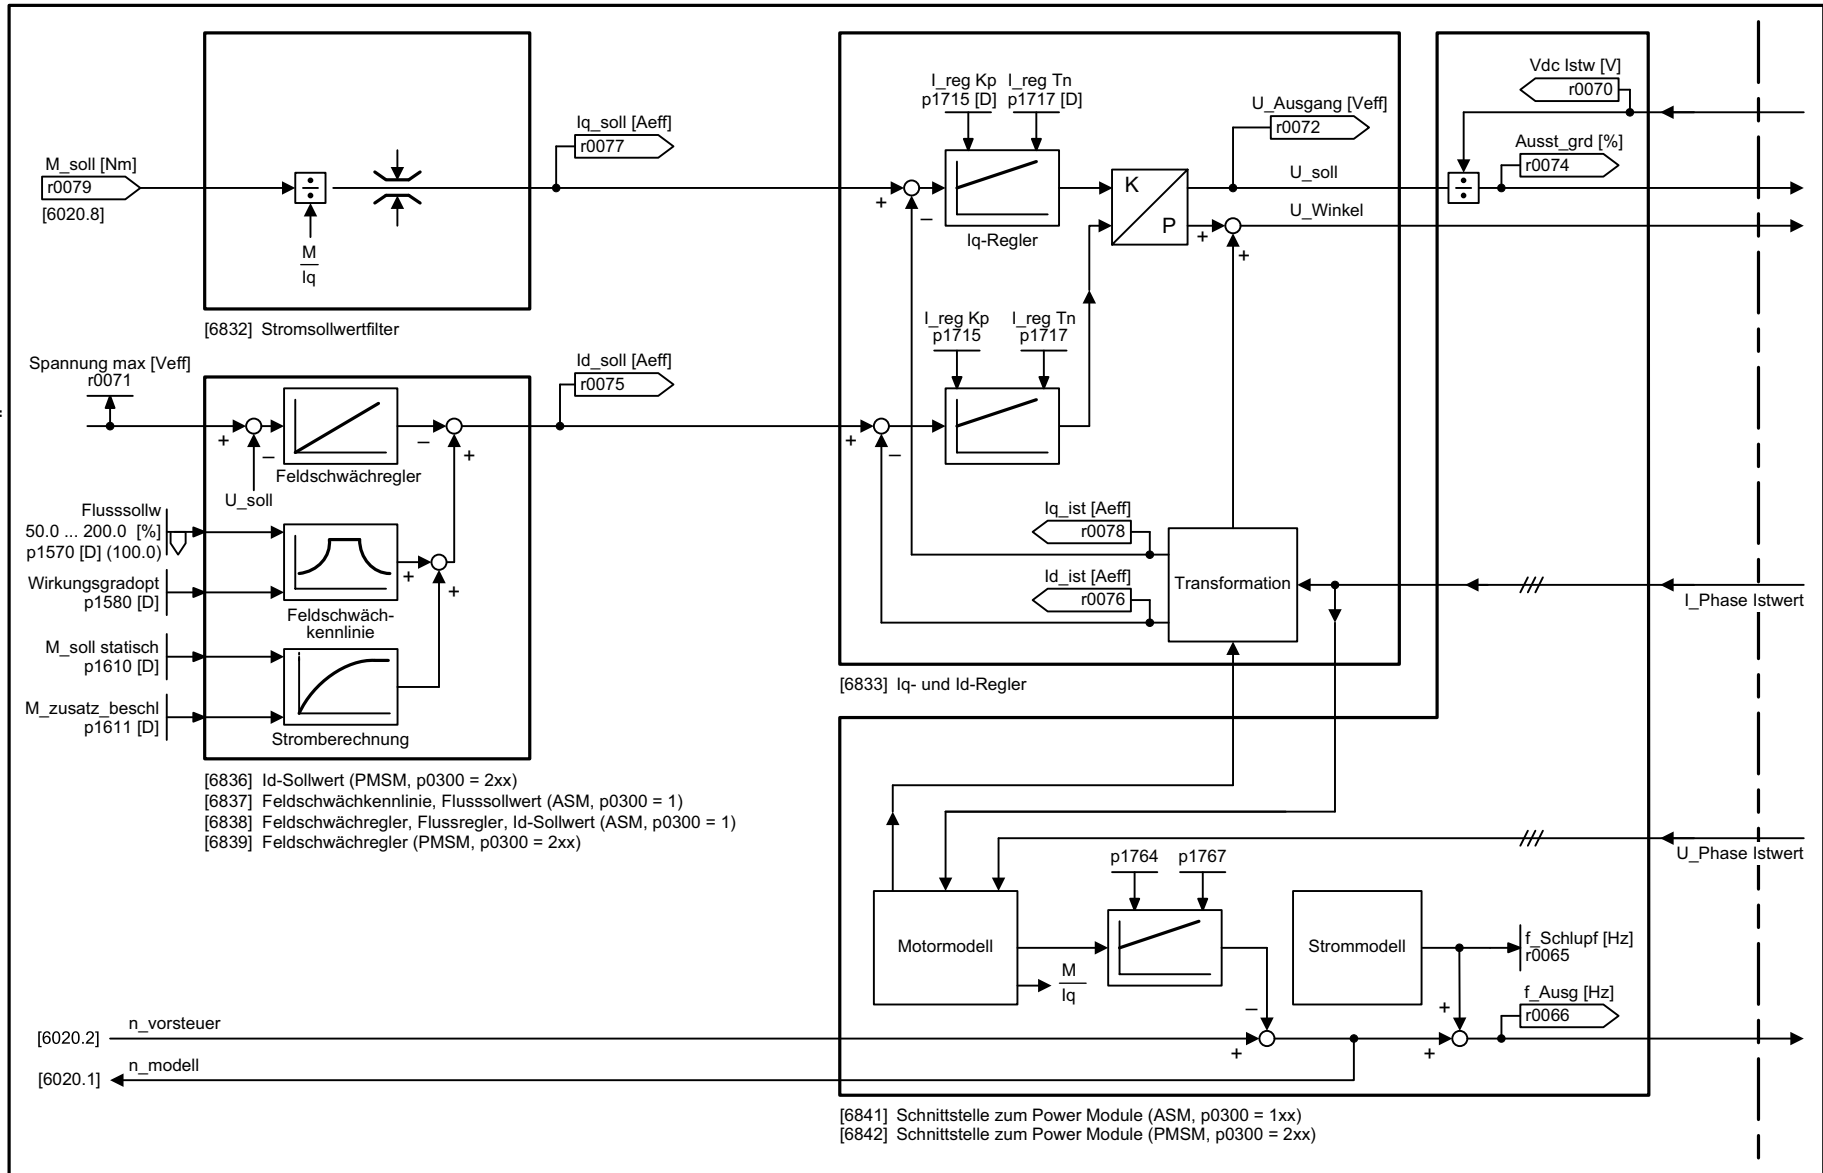 M_soll [Nm]
r0079
[6020.8]
M
Iq
[6832] Stromsollwertfilter
Iq_soll [Aeff]
r0077
Spannung max [Veff]
r0071
+
–
U_soll
Feldschwächregler
–
+
Id_soll [Aeff]
r0075
Flusssollw
50.0 ... 200.0 [%]
p1570 [D] (100.0)
Wirkungsgradopt
p1580 [D]
Feldschwäch-
kennlinie
+
+
M_soll statisch
p1610 [D]
M_zusatz_beschl
p1611 [D]
Stromberechnung
[6836] Id-Sollwert (PMSM, p0300 = 2xx)
[6837] Feldschwächkennlinie, Flusssollwert (ASM, p0300 = 1)
[6838] Feldschwächregler, Flussregler, Id-Sollwert (ASM, p0300 = 1)
[6839] Feldschwächregler (PMSM, p0300 = 2xx)
I_reg Kp
p1715 [D]
I_reg Tn
p1717 [D]
+
–
Iq-Regler
K
P
U_Ausgang [Veff]
r0072
U_soll
U_Winkel
+
+
I_reg Kp
p1715
I_reg Tn
p1717
+
–
Iq_ist [Aeff]
r0078
Id_ist [Aeff]
r0076
Transformation
[6833] Iq- und Id-Regler
Vdc Istw [V]
r0070
Ausst_grd [%]
r0074
I_Phase Istwert
U_Phase Istwert
p1764
p1767
Motormodell
M
Iq
Strommodell
f_Schlupf [Hz]
r0065
f_Ausg [Hz]
r0066
–
+
+
+
[6020.2]
n_vorsteuer
[6020.1]
n_modell
[6841] Schnittstelle zum Power Module (ASM, p0300 = 1xx)
[6842] Schnittstelle zum Power Module (PMSM, p0300 = 2xx)